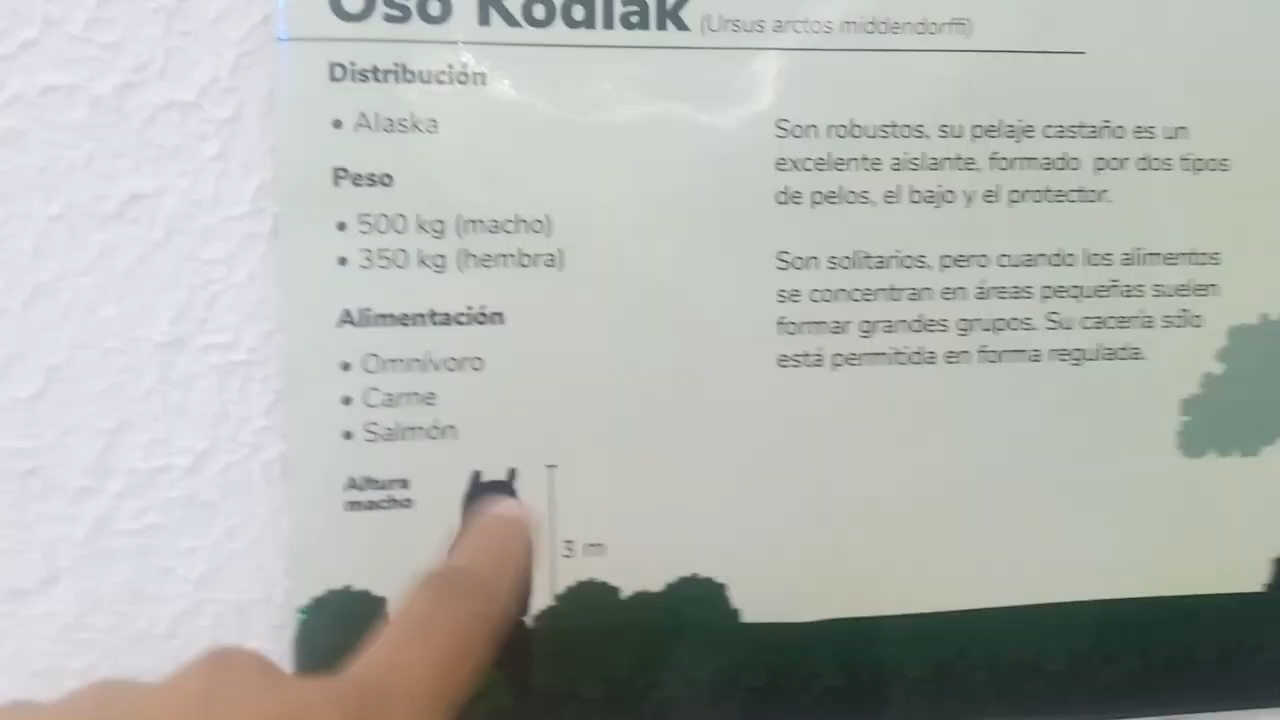 Oso Kodiak (Ursus arctos middendorffi)
Distribución
• Alaska
Peso
• 500 kg (macho)
• 350 kg (hembra)
Alimentación
• Omnívoro
• Carne
• Salmón
Altura
macho
3 m
Son robustos, su pelaje castaño es un
excelente aislante, formado por dos tipos
de pelos, el bajo y el protector.
Son solitarios, pero cuando los alimentos
se concentran en áreas pequeñas suelen
formar grandes grupos. Su cacería sólo
está permitida en forma regulada.